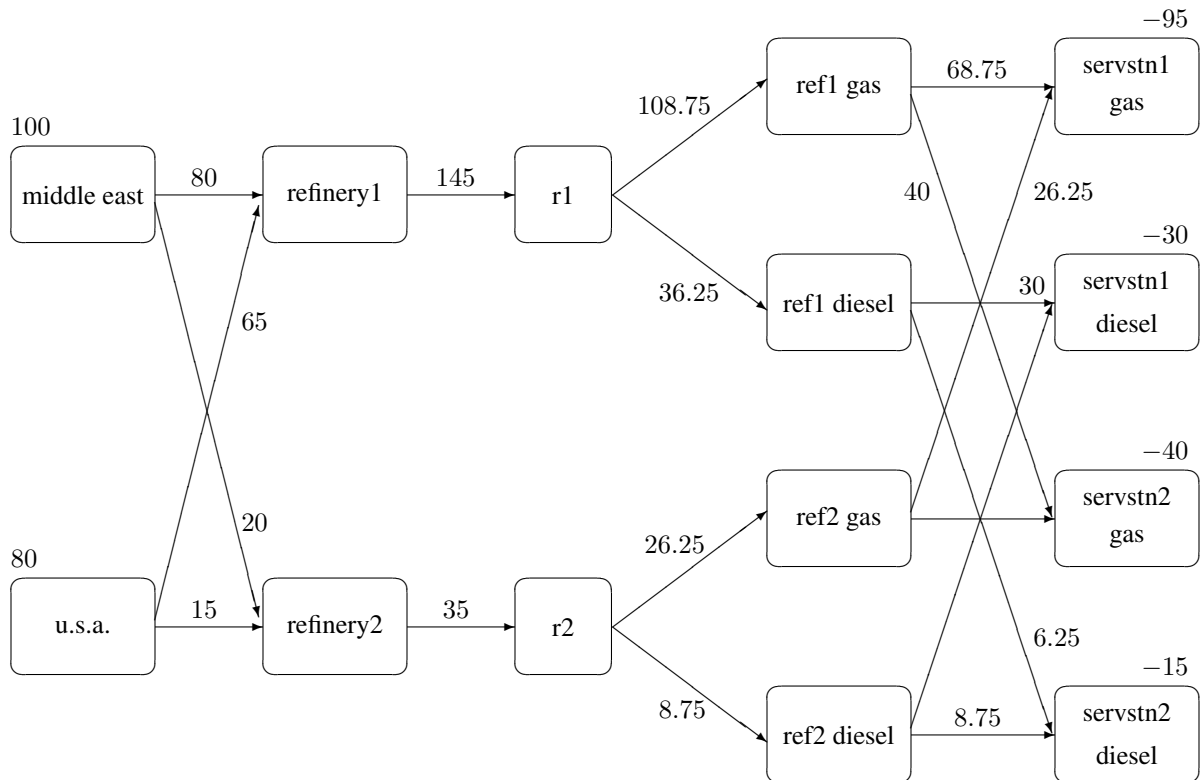 −95
ref1 gas
68.75
servstn1
gas
108.75
100
middle east
80
refinery1
145
r1
40
26.25
−30
36.25
ref1 diesel
30
servstn1
diesel
65
−40
ref2 gas
servstn2
gas
20
26.25
80
u.s.a.
15
refinery2
35
r2
6.25
−15
8.75
ref2 diesel
8.75
servstn2
diesel